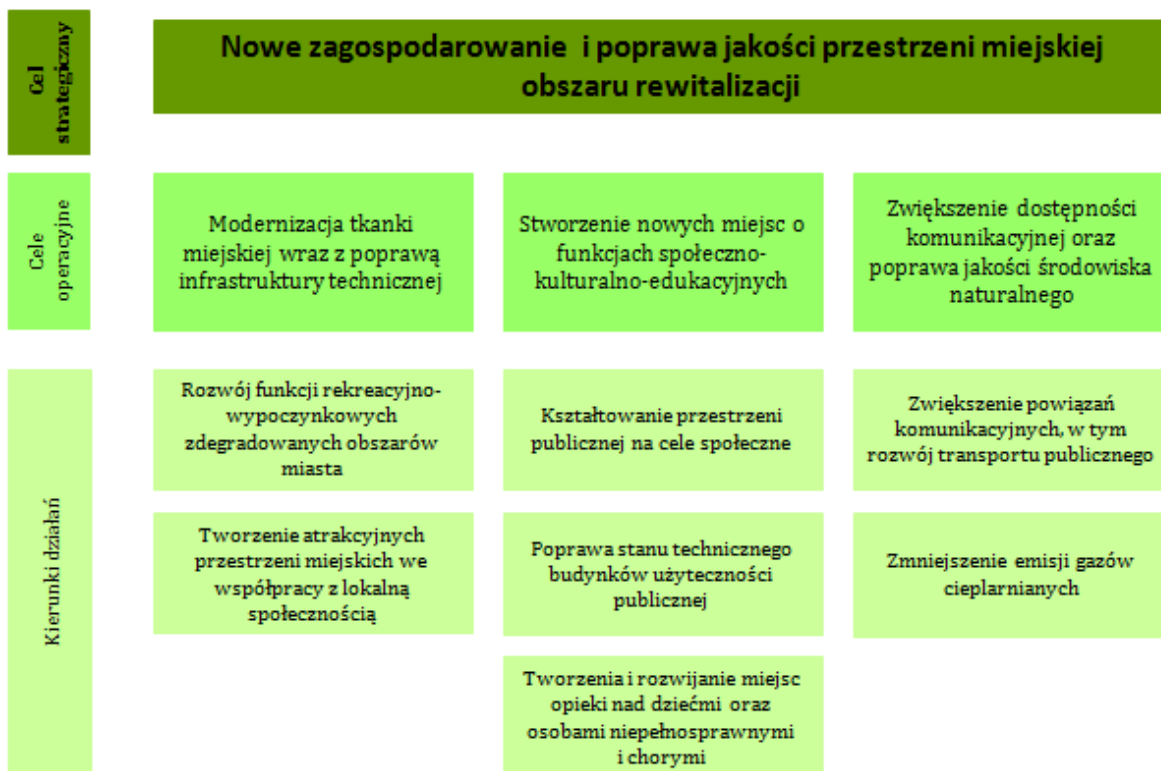 Cel
strategiczny
Nowe zagospodarowanie i poprawa jakości przestrzeni miejskiej
obszaru rewitalizacji
Cele
operacyjne
Modernizacja tkanki
miejskiej wraz z poprawą
infrastruktury technicznej
Stworzenie nowych miejsc o
funkcjach społeczno-
kulturalno-edukacyjnych
Zwiększenie dostępności
komunikacyjnej oraz
poprawa jakości środowiska
naturalnego
Kierunki działań
Rozwój funkcji rekreacyjno-
wypoczynkowych
zdegradowanych obszarów
miasta
Kształtowanie przestrzeni
publicznej na cele społeczne
Zwiększenie powiązań
komunikacyjnych, w tym
rozwój transportu publicznego
Tworzenie atrakcyjnych
przestrzeni miejskich we
współpracy z lokalną
społecznością
Poprawa stanu technicznego
budynków użyteczności
publicznej
Zmniejszenie emisji gazów
cieplarnianych
Tworzenia i rozwijanie miejsc
opieki nad dziećmi oraz
osobami niepełnosprawnymi
i chorymi